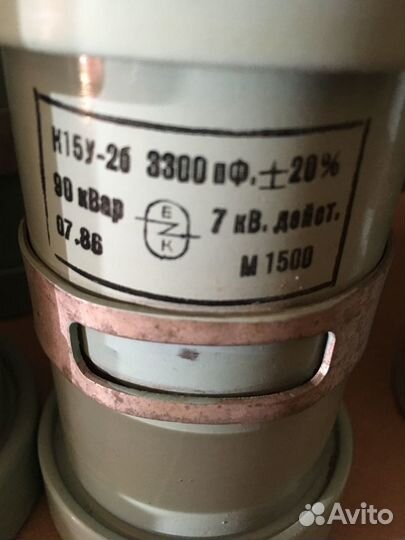 К15У-2б 3300 пФ. ±20%
90 кВар
7 кВ. дейст.
07.86
E
Z
K
М 1500
Avito